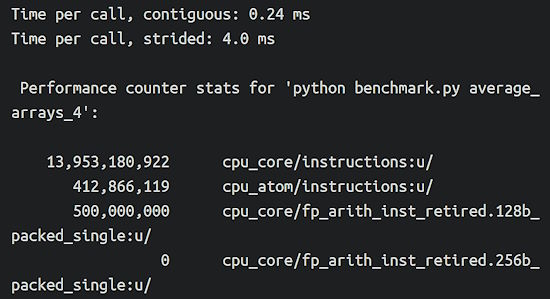 Time per call, contiguous: 0.24 ms
Time per call, strided: 4.0 ms
Performance counter stats for 'python benchmark.py average_
arrays_4':
13,953,180,922      cpu_core/instructions:u/
412,866,119      cpu_atom/instructions:u/
500,000,000      cpu_core/fp_arith_inst_retired.128b_
packed_single:u/
0      cpu_core/fp_arith_inst_retired.256b_
packed_single:u/